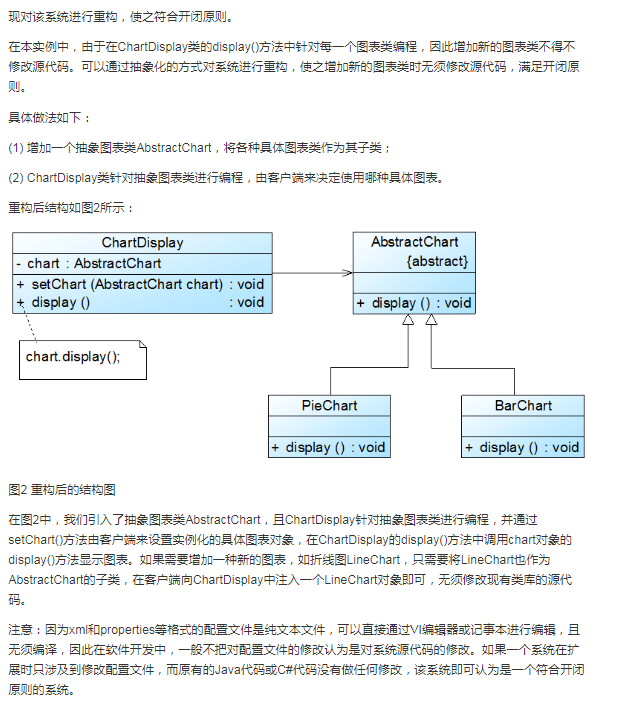 现对该系统进行重构，使之符合开闭原则。
在本实例中，由于在ChartDisplay类的display()方法中针对每一个图表类编程，因此增加新的图表类不得不
修改源代码。可以通过抽象化的方式对系统进行重构，使之增加新的图表类时无须修改源代码，满足开闭原
则。
具体做法如下：
(1) 增加一个抽象图表类AbstractChart，将各种具体图表类作为其子类；
(2) ChartDisplay类针对抽象图表类进行编程，由客户端来决定使用哪种具体图表。
重构后结构如图2所示：
ChartDisplay
- chart : AbstractChart
+ setChart (AbstractChart chart) : void
+ display () : void
chart.display();
AbstractChart
{abstract}
+ display () : void
PieChart
+ display () : void
BarChart
+ display () : void
图2 重构后的结构图
在图2中，我们引入了抽象图表类AbstractChart，且ChartDisplay针对抽象图表类进行编程，并通过
setChart()方法由客户端来设置实例化的具体图表对象，在ChartDisplay的display()方法中调用chart对象的
display()方法显示图表。如果需要增加一种新的图表，如折线图LineChart，只需要将LineChart也作为
AbstractChart的子类，在客户端向ChartDisplay中注入一个LineChart对象即可，无须修改现有类库的源代
码。
注意：因为xml和properties等格式的配置文件是纯文本文件，可以直接通过VI编辑器或记事本进行编辑，且
无须编译，因此在软件开发中，一般不把对配置文件的修改认为是对系统源代码的修改。如果一个系统在扩
展时只涉及到修改配置文件，而原有的Java代码或C#代码没有做任何修改，该系统即可认为是一个符合开闭
原则的系统。